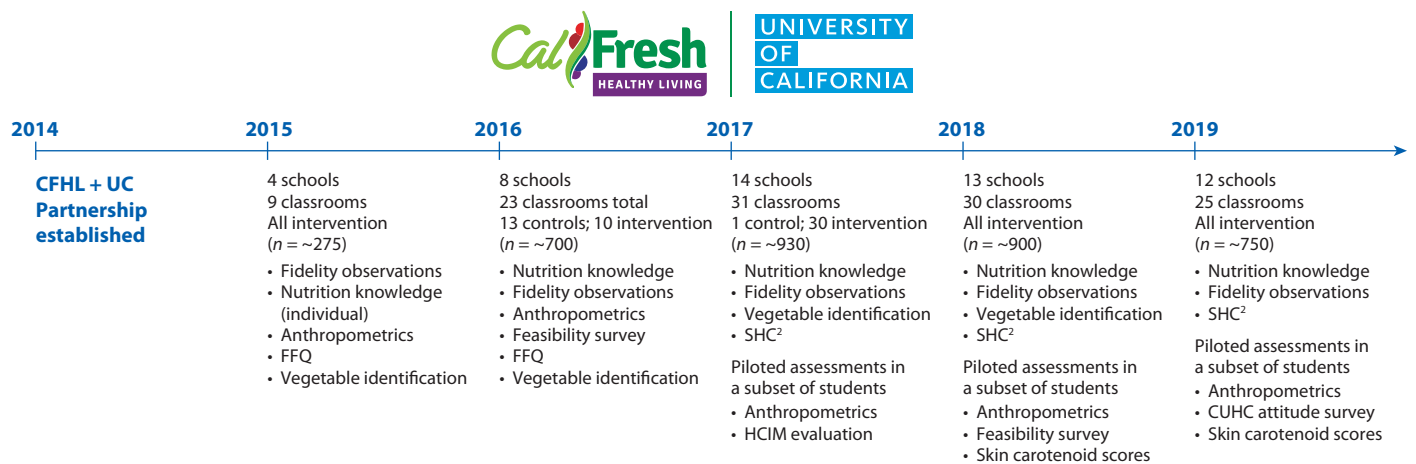 CalFresh
HEALTHY LIVING
UNIVERSITY
OF
CALIFORNIA
2014
CFHL + UC
Partnership
established
2015
4 schools
9 classrooms
All intervention
(n = ~275)
• Fidelity observations
• Nutrition knowledge
(individual)
• Anthropometrics
• FFQ
• Vegetable identification
2016
8 schools
23 classrooms total
13 controls; 10 intervention
(n = ~700)
• Nutrition knowledge
• Fidelity observations
• Anthropometrics
• Feasibility survey
• FFQ
• Vegetable identification
2017
14 schools
31 classrooms
1 control; 30 intervention
(n = ~930)
• Nutrition knowledge
• Fidelity observations
• Vegetable identification
• SHC²
Piloted assessments in
a subset of students
• Anthropometrics
• HCIM evaluation
2018
13 schools
30 classrooms
All intervention
(n = ~900)
• Nutrition knowledge
• Fidelity observations
• Vegetable identification
• SHC²
Piloted assessments in
a subset of students
• Anthropometrics
• Feasibility survey
• Skin carotenoid scores
2019
12 schools
25 classrooms
All intervention
(n = ~750)
• Nutrition knowledge
• Fidelity observations
• SHC²
Piloted assessments in
a subset of students
• Anthropometrics
• CUHC attitude survey
• Skin carotenoid scores